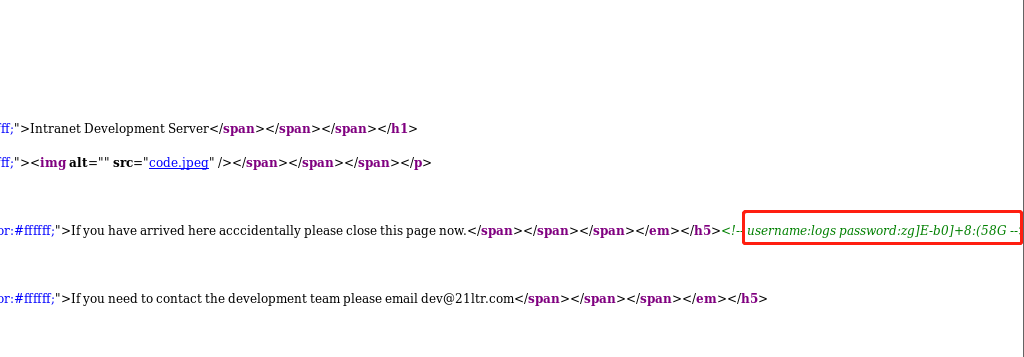 ff;">Intranet Development Server</span></span></span></h1>
ff;"><img alt="" src="code.jpeg" /></span></span></span></p>
or:#ffffff;">If you have arrived here acccidentally please close this page now.</span></span></span></em></h5><!-- username:logs password:zg]E-b0]+8:(58G -->
or:#ffffff;">If you need to contact the development team please email dev@21ltr.com</span></span></span></em></h5>